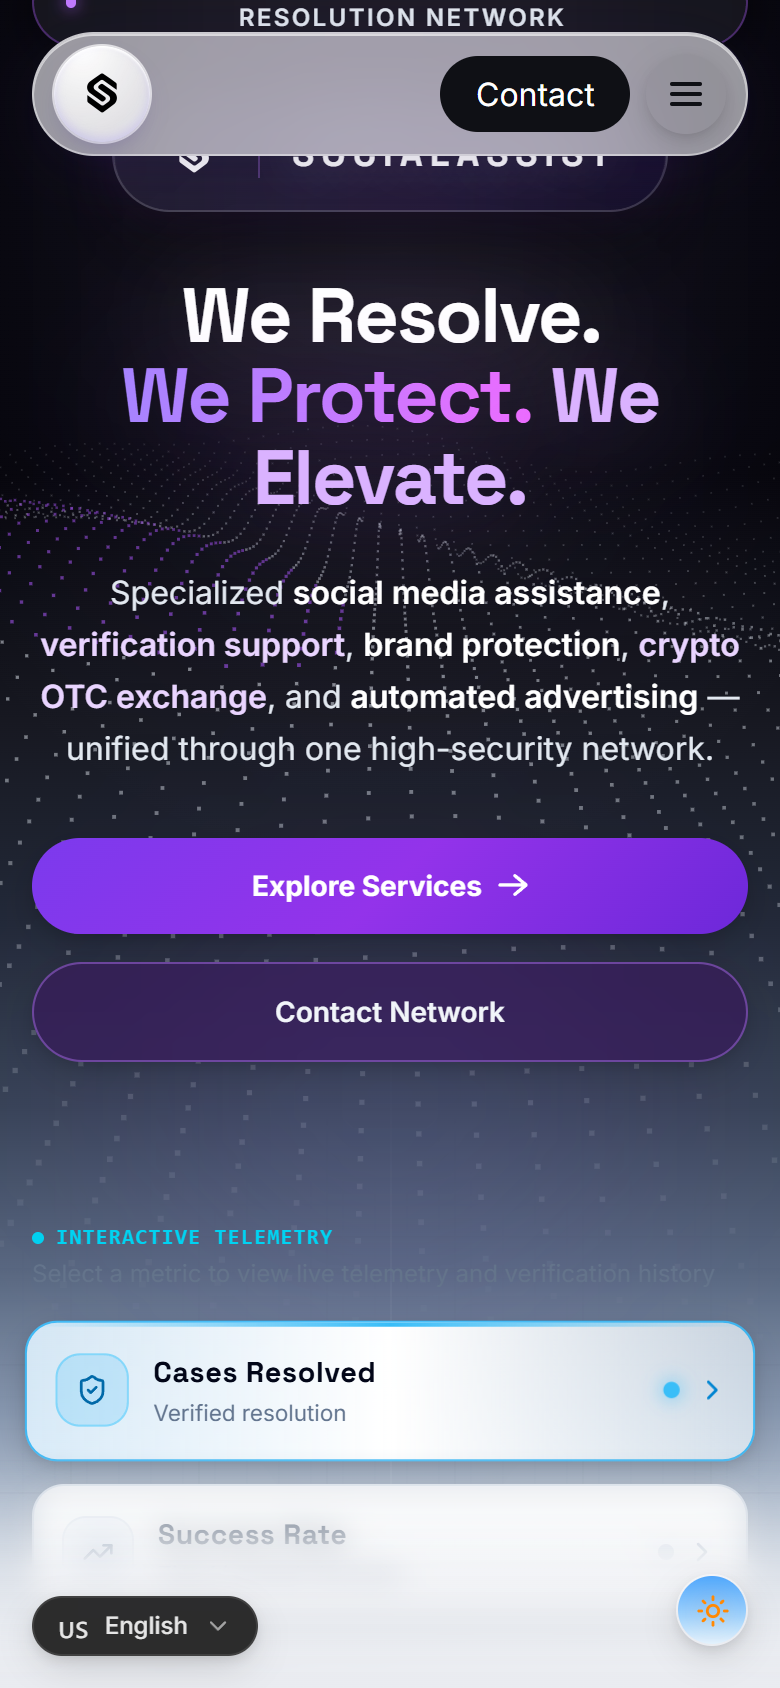 RESOLUTION NETWORK
Contact
SOCIALASSIST
We Resolve.
We Protect. We
Elevate.
Specialized social media assistance,
verification support, brand protection, crypto
OTC exchange, and automated advertising —
unified through one high-security network.
Explore Services →
Contact Network
INTERACTIVE TELEMETRY
Select a metric to view live telemetry and verification history
Cases Resolved
Verified resolution
Success Rate
US English